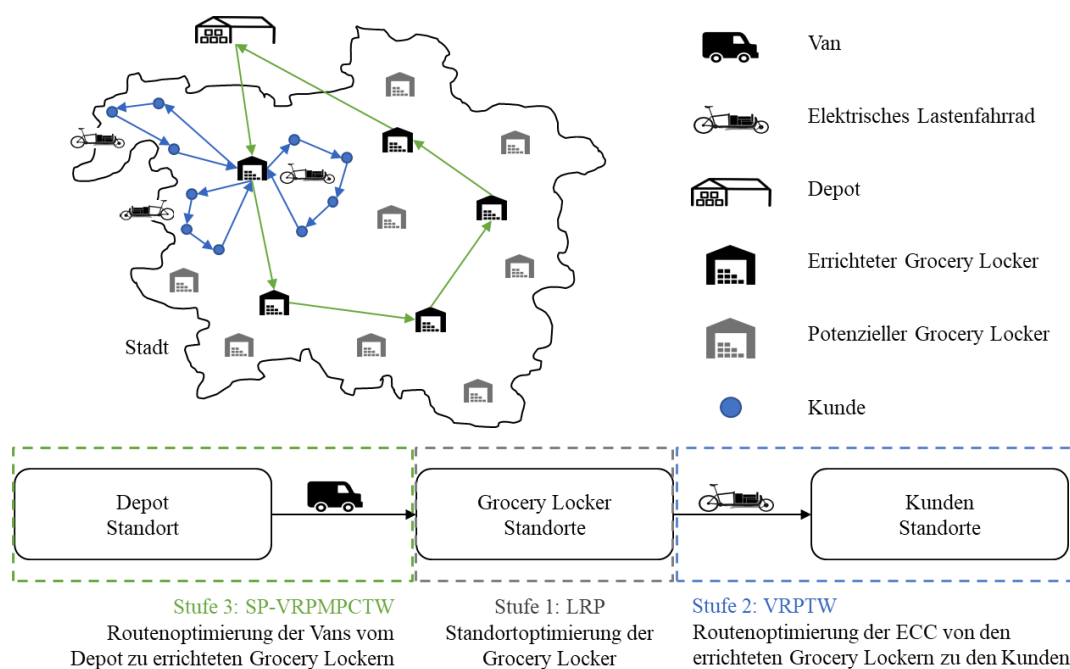 Van
Elektrisches Lastenfahrrad
Depot
Errichteter Grocery Locker
Potenzieller Grocery Locker
Kunde
Stadt
Depot
Standort
Grocery Locker
Standorte
Kunden
Standorte
Stufe 3: SP-VRPMPCTW
Routenoptimierung der Vans vom
Depot zu errichteten Grocery Lockern
Stufe 1: LRP
Standortoptimierung der
Grocery Locker
Stufe 2: VRPTW
Routenoptimierung der ECC von den
errichteten Grocery Lockern zu den Kunden